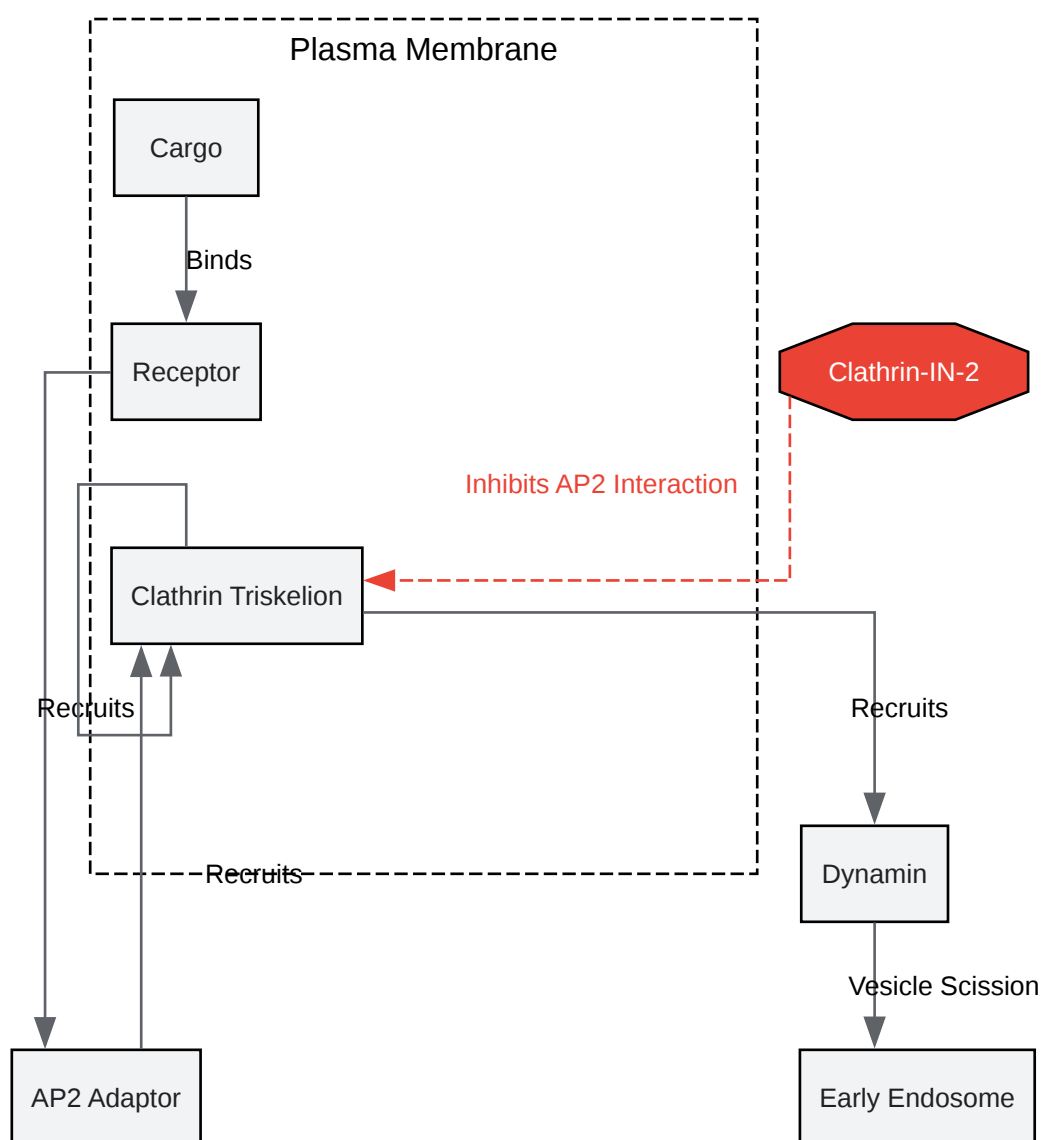 Plasma Membrane
Cargo
Binds
Receptor
Clathrin-IN-2
Inhibits AP2 Interaction
Clathrin Triskelion
Recruits
Recruits
Recruits
Dynamin
Vesicle Scission
AP2 Adaptor
Early Endosome